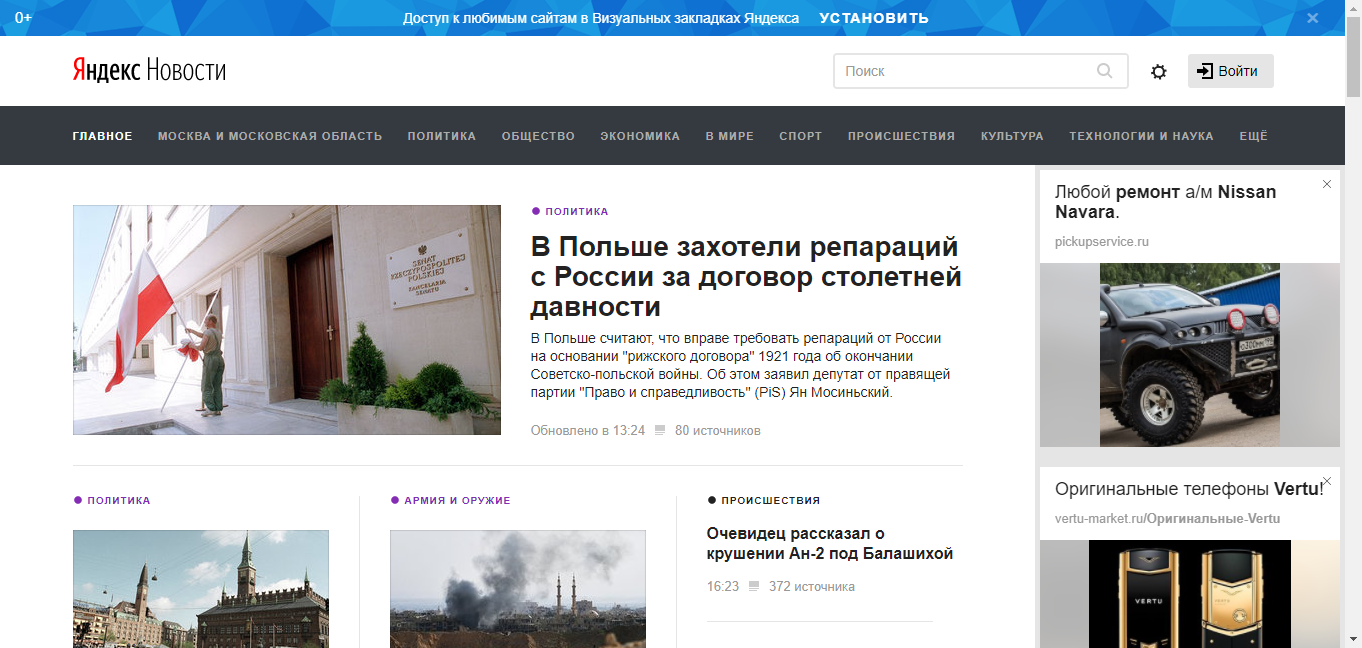 0+
Доступ к любимым сайтам в Визуальных закладках Яндекса УСТАНОВИТЬ
Яндекс Новости
Поиск
Войти
ГЛАВНОЕ МОСКВА И МОСКОВСКАЯ ОБЛАСТЬ ПОЛИТИКА ОБЩЕСТВО ЭКОНОМИКА В МИРЕ СПОРТ ПРОИСШЕСТВИЯ КУЛЬТУРА ТЕХНОЛОГИИ И НАУКА ЕЩЁ
SENAT
RZECZYPOSPOLITEJ
POLSKIEJ
KANCELARIA
SENATU
ПОЛИТИКА
В Польше захотели репараций
с России за договор столетней
давности
В Польше считают, что вправе требовать репараций от России
на основании "рижского договора" 1921 года об окончании
Советско-польской войны. Об этом заявил депутат от правящей
партии "Право и справедливость" (PiS) Ян Мосиньский.
Обновлено в 13:24 80 источников
ПОЛИТИКА
АРМИЯ И ОРУЖИЕ
ПРОИСШЕСТВИЯ
Очевидец рассказал о
крушении Ан-2 под Балашихой
16:23 372 источника
Любой ремонт а/м Nissan
Navara.
pickupservice.ru
Оригинальные телефоны Vertu!
vertu-market.ru/Оригинальные-Vertu
VERTU